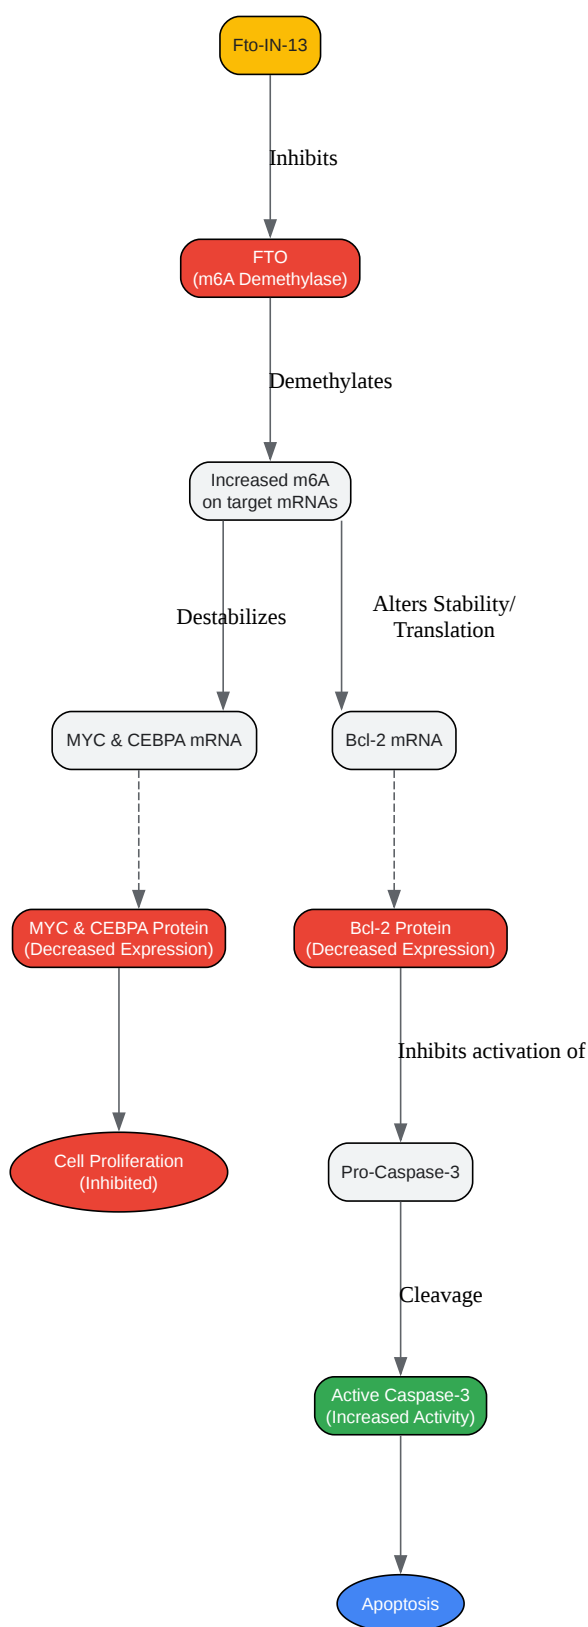 Fto-IN-13
Inhibits
FTO
(m6A Demethylase)
Demethylates
Increased m6A
on target mRNAs
Destabilizes
Alters Stability/
Translation
MYC & CEBPA mRNA
Bcl-2 mRNA
MYC & CEBPA Protein
(Decreased Expression)
Bcl-2 Protein
(Decreased Expression)
Inhibits activation of
Cell Proliferation
(Inhibited)
Pro-Caspase-3
Cleavage
Active Caspase-3
(Increased Activity)
Apoptosis